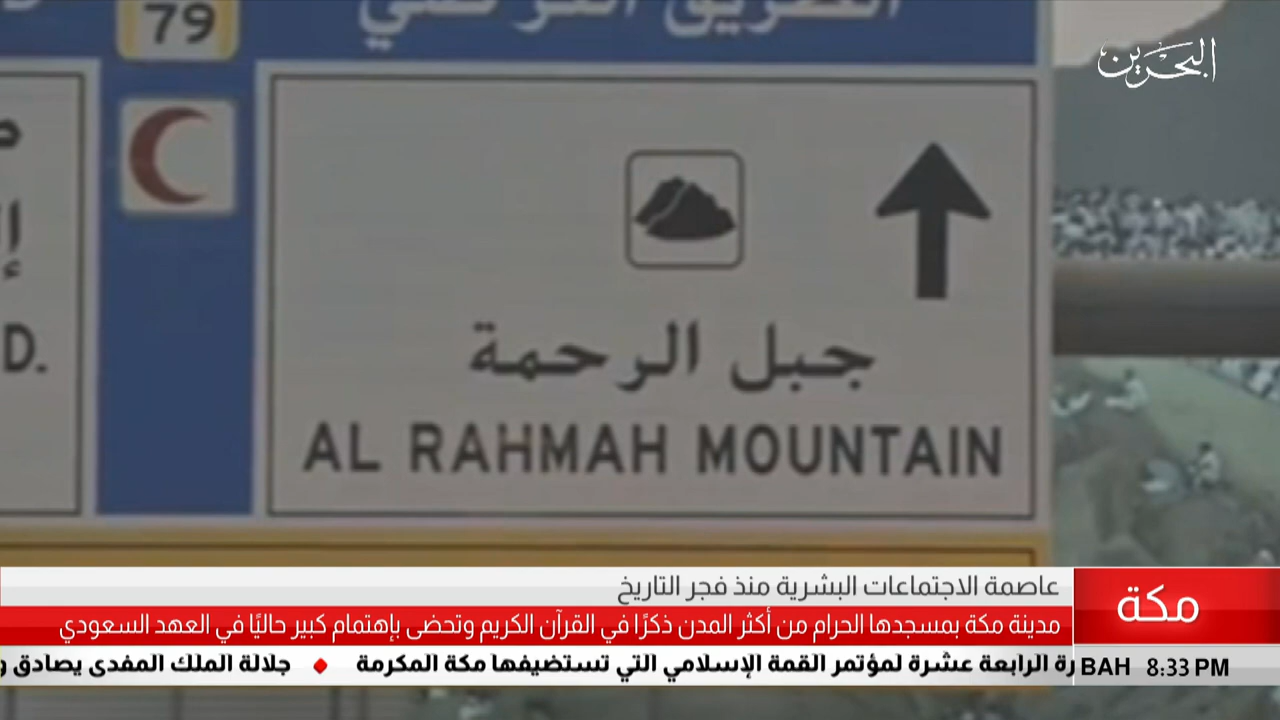 79
البحرين
جبل الرحمة
AL RAHMAH MOUNTAIN
D.
عاصمة الاجتماعات البشرية منذ فجر التاريخ
مكة
مدينة مكة بمسجدها الحرام من أكثر المدن ذكرًا في القرآن الكريم وتحضى بإهتمام كبير حاليًا في العهد السعودي
رة الرابعة عشرة لمؤتمر القمة الإسلامي التي تستضيفها مكة المكرمة ♦ جلالة الملك المفدى يصادق و
BAH 8:33 PM